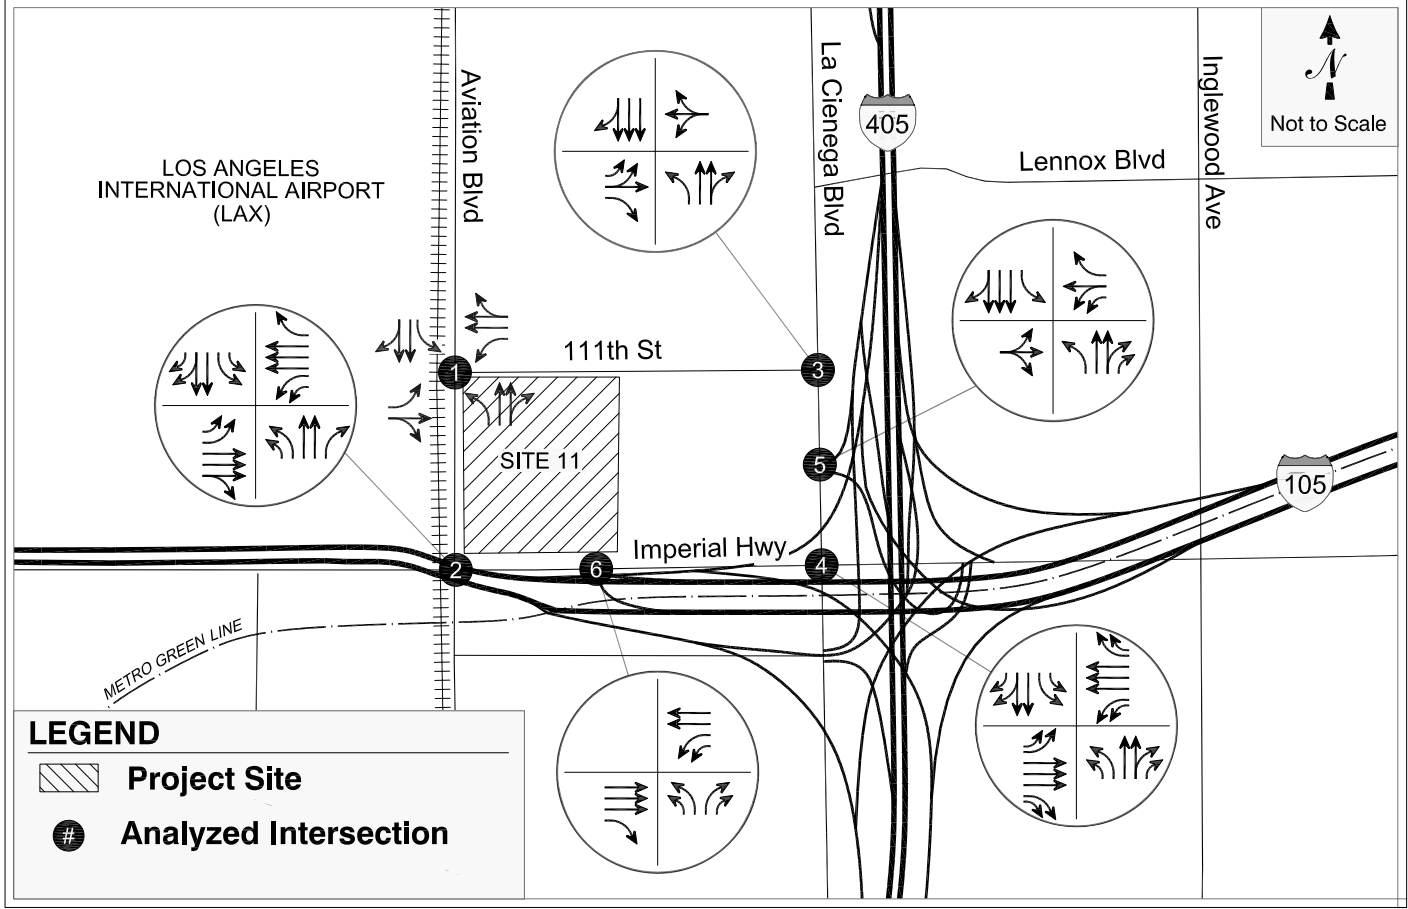 Aviation Blvd
La Cienega Blvd
405
Inglewood Ave
N
Not to Scale
Lennox Blvd
LOS ANGELES
INTERNATIONAL AIRPORT
(LAX)
111th St
1
3
SITE 11
5
105
Imperial Hwy
2
6
4
METRO GREEN LINE
LEGEND
Project Site
# Analyzed Intersection